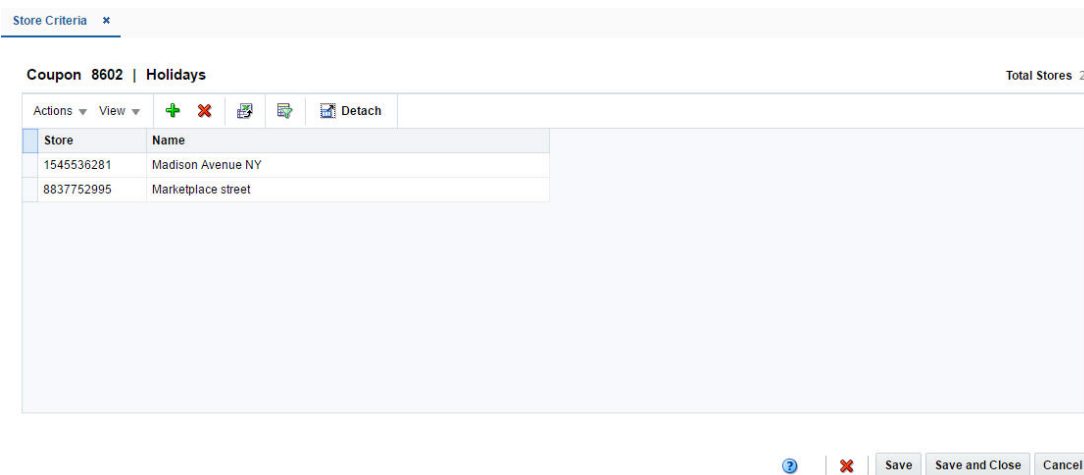 Store Criteria ×
Coupon 8602 | Holidays
Total Stores 2
Actions View Detach
Store Name
1545536281 Madison Avenue NY
8837752995 Marketplace street
? Save Save and Close Cancel